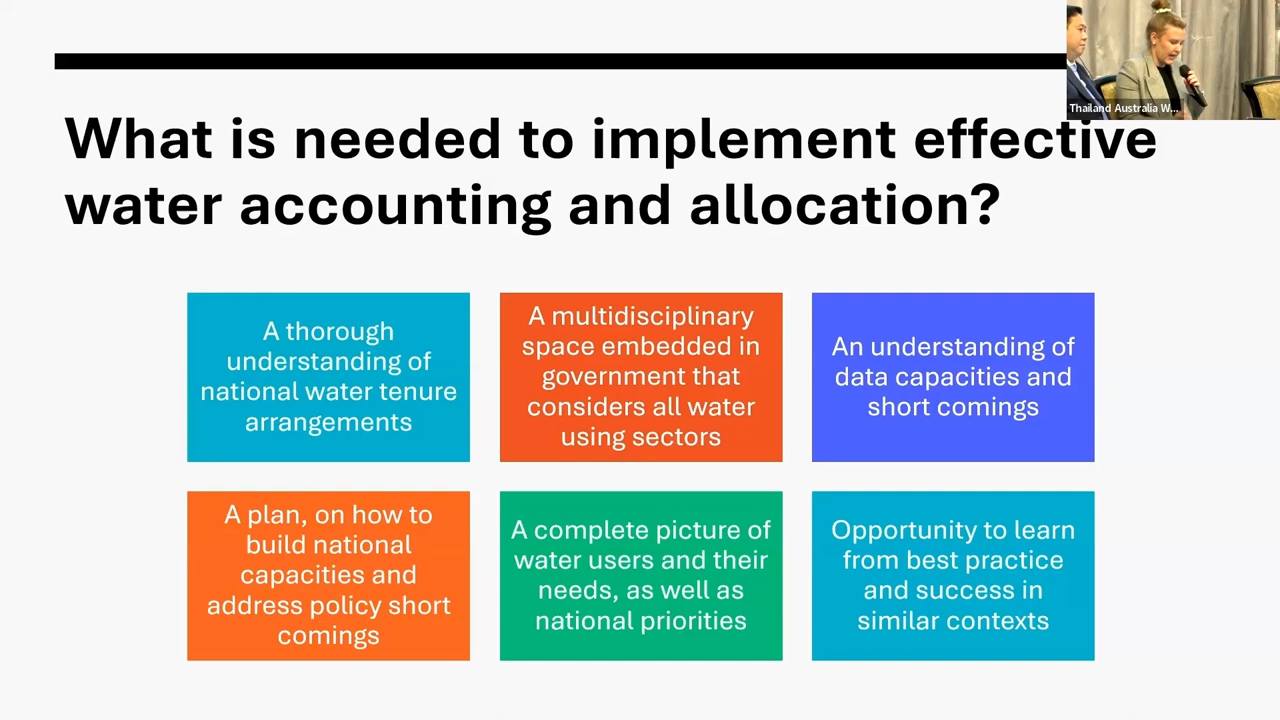 Thailand Australia W...
What is needed to implement effective
water accounting and allocation?
A thorough
understanding of
national water tenure
arrangements
A multidisciplinary
space embedded in
government that
considers all water
using sectors
An understanding of
data capacities and
short comings
A plan, on how to
build national
capacities and
address policy short
comings
A complete picture of
water users and their
needs, as well as
national priorities
Opportunity to learn
from best practice
and success in
similar contexts